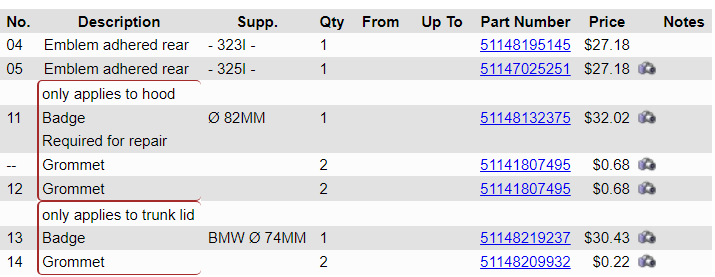 No. Description Supp. Qty From Up To Part Number Price Notes
04 Emblem adhered rear - 323I - 1 51148195145 $27.18
05 Emblem adhered rear - 325I - 1 51147025251 $27.18
only applies to hood
11 Badge Ø 82MM 1 51148132375 $32.02
Required for repair
-- Grommet 2 51141807495 $0.68
12 Grommet 2 51141807495 $0.68
only applies to trunk lid
13 Badge BMW Ø 74MM 1 51148219237 $30.43
14 Grommet 2 51148209932 $0.22